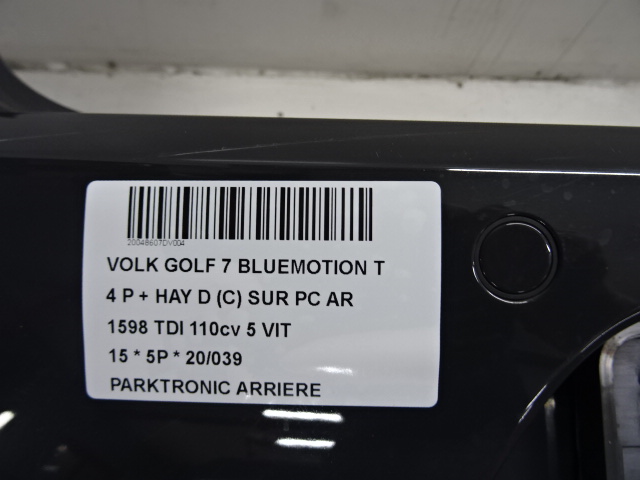 20048607DV004
VOLK GOLF 7 BLUEMOTION T
4 P + HAY D (C) SUR PC AR
1598 TDI 110cv 5 VIT
15 * 5P * 20/039
PARKTRONIC ARRIERE